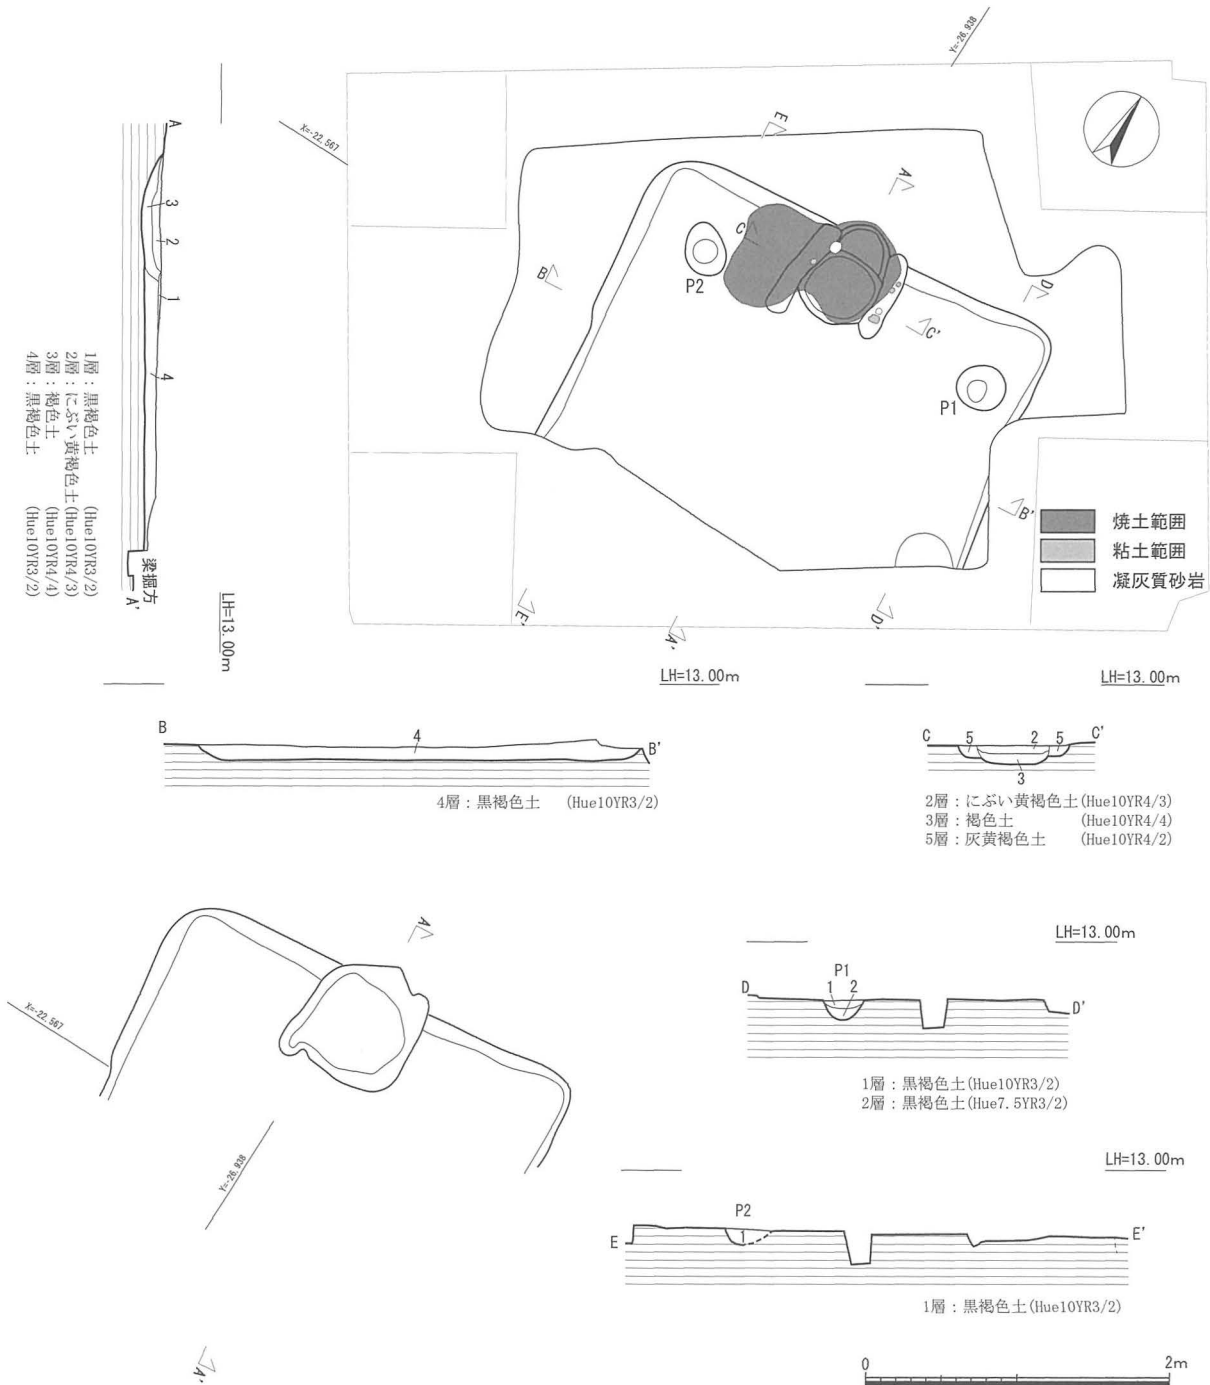 Y=-26,938
X=-22,567
A
3
2
1
4
梁掘方
A'
LH=13.00m
1層：黒褐色土 (Hue10YR3/2)
2層：にぶい黄褐色土(Hue10YR4/3)
3層：褐色土 (Hue10YR4/4)
4層：黒褐色土 (Hue10YR3/2)
E
A
C
B
P2
D
C'
P1
B'
焼土範囲
粘土範囲
凝灰質砂岩
E'
A'
D'
LH=13.00m
LH=13.00m
B
4
B'
4層：黒褐色土 (Hue10YR3/2)
C
5
2
5
C'
3
2層：にぶい黄褐色土(Hue10YR4/3)
3層：褐色土 (Hue10YR4/4)
5層：灰黄褐色土 (Hue10YR4/2)
A
X=-22,567
Y=-26,938
A'
LH=13.00m
P1
D
1 2
D'
1層：黒褐色土(Hue10YR3/2)
2層：黒褐色土(Hue7.5YR3/2)
LH=13.00m
P2
E
1
E'
1層：黒褐色土(Hue10YR3/2)
0 2m